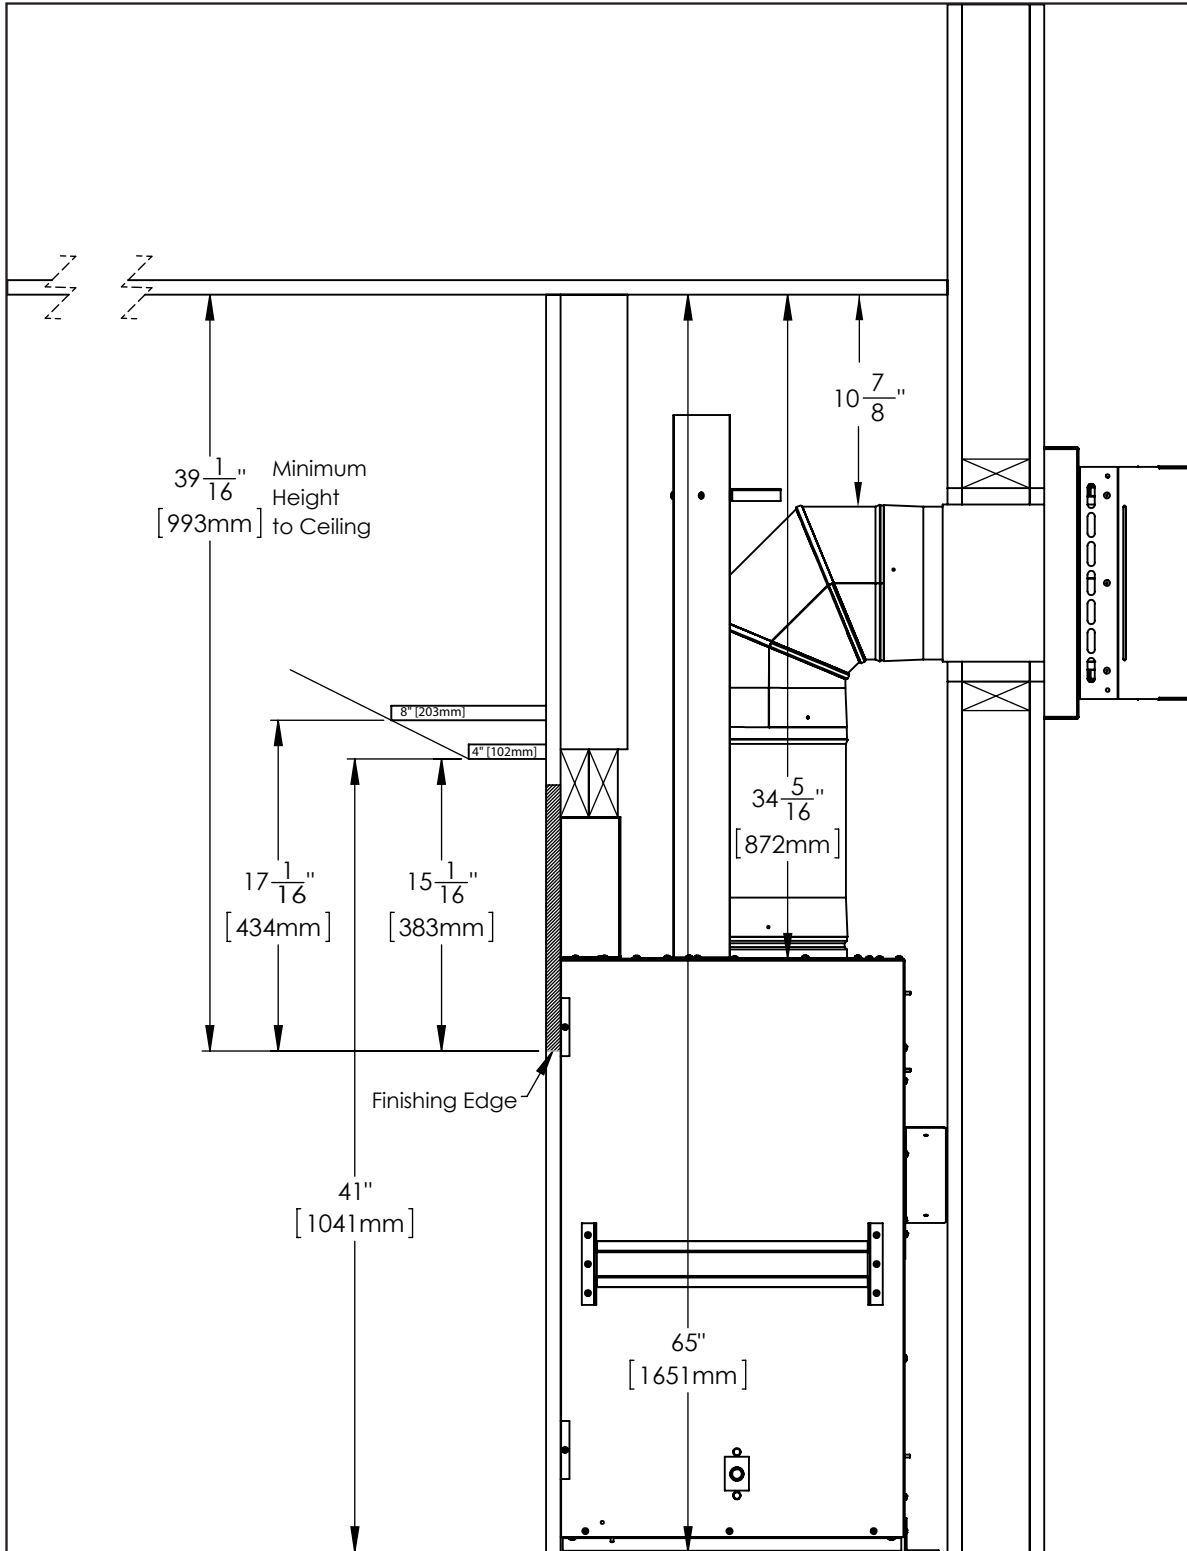 10 7/8"
39 1/16"
[993mm]
Minimum
Height
to Ceiling
8" [203mm]
4" [102mm]
34 5/16"
[872mm]
17 1/16"
[434mm]
15 1/16"
[383mm]
Finishing Edge
41"
[1041mm]
65"
[1651mm]